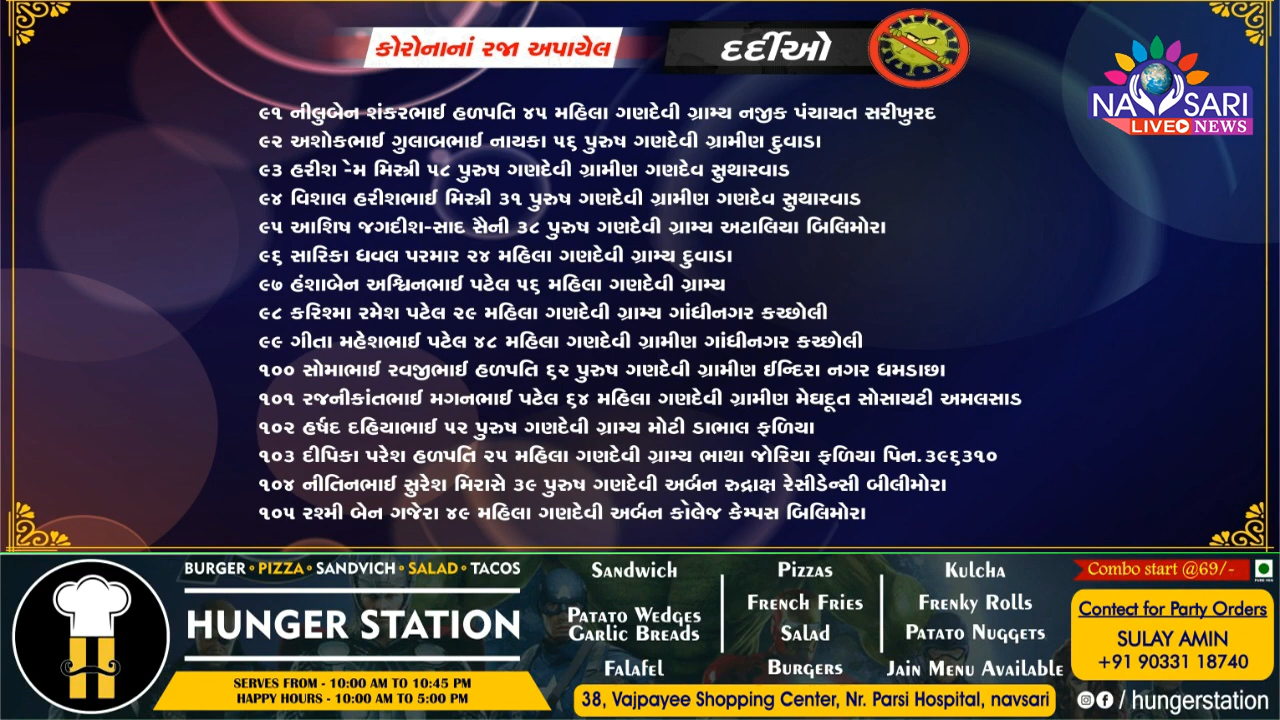 કોરોનાનાં રજા અપાયેલ
દર્દીઓ
NAVSARI
LIVE NEWS
૯૧ નીલુબેન શંકરભાઈ હળપતિ ૪૫ મહિલા ગણદેવી ગ્રામ્ય નજીક પંચાયત સરીખુરદ
૯૨ અશોકભાઈ ગુલાબભાઈ નાયકા ૫૬ પુરુષ ગણદેવી ગ્રામીણ દુવાડા
૯૩ હરીશ -ેમ મિસ્ત્રી ૫૮ પુરુષ ગણદેવી ગ્રામીણ ગણદેવ સુથારવાડ
૯૪ વિશાલ હરીશભાઈ મિસ્ત્રી ૩૧ પુરુષ ગણદેવી ગ્રામીણ ગણદેવ સુથારવાડ
૯૫ આશિષ જગદીશ-સાદ સૈની ૩૮ પુરુષ ગણદેવી ગ્રામ્ય અટાલિયા બિલિમોરા
૯૬ સારિકા ધવલ પરમાર ૨૪ મહિલા ગણદેવી ગ્રામ્ય દુવાડા
૯૭ હંશાબેન અશ્વિનભાઈ પટેલ ૫૬ મહિલા ગણદેવી ગ્રામ્ય
૯૮ કરિશ્મા રમેશ પટેલ ૨૯ મહિલા ગણદેવી ગ્રામ્ય ગાંધીનગર કચ્છોલી
૯૯ ગીતા મહેશભાઈ પટેલ ૪૮ મહિલા ગણદેવી ગ્રામીણ ગાંધીનગર કચ્છોલી
૧૦૦ સોમાભાઈ રવજીભાઈ હળપતિ ૬૨ પુરુષ ગણદેવી ગ્રામીણ ઈન્દિરા નગર ધમડાછા
૧૦૧ રજનીકાંતભાઈ મગનભાઈ પટેલ ૬૪ મહિલા ગણદેવી ગ્રામીણ મેઘદૂત સોસાયટી અમલસાડ
૧૦૨ હર્ષદ દહિયાભાઈ ૫૨ પુરુષ ગણદેવી ગ્રામ્ય મોટી ડાભાલ ફળિયા
૧૦૩ દીપિકા પરેશ હળપતિ ૨૫ મહિલા ગણદેવી ગ્રામ્ય ભાથા જોરિયા ફળિયા પિન.૩૯૬૩૧૦
૧૦૪ નીતિનભાઈ સુરેશ મિરાસે ૩૯ પુરુષ ગણદેવી અર્બન રુદ્રાક્ષ રેસીડેન્સી બીલીમોરા
૧૦૫ રશ્મી બેન ગજેરા ૪૯ મહિલા ગણદેવી અર્બન કોલેજ કેમ્પસ બિલિમોરા
BURGER • PIZZA • SANDVICH • SALAD • TACOS
HUNGER STATION
SERVES FROM - 10:00 AM TO 10:45 PM
HAPPY HOURS - 10:00 AM TO 5:00 PM
SANDWICH
PATATO WEDGES
GARLIC BREADS
FALAFEL
PIZZAS
FRENCH FRIES
SALAD
BURGERS
KULCHA
FRENKY ROLLS
PATATO NUGGETS
JAIN MENU AVAILABLE
38, Vajpayee Shopping Center, Nr. Parsi Hospital, navsari
Combo start @69/-
PURE VEG
Contect for Party Orders
SULAY AMIN
+91 90331 18740
/ hungerstation